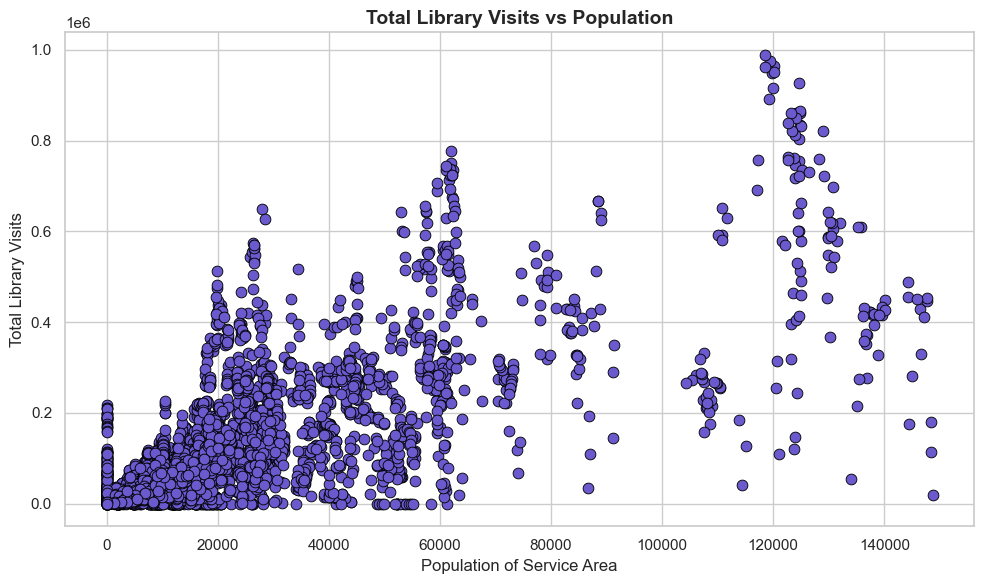 Total Library Visits vs Population
1e6
1.0
0.8
0.6
0.4
0.2
0.0
Total Library Visits
0 20000 40000 60000 80000 100000 120000 140000
Population of Service Area